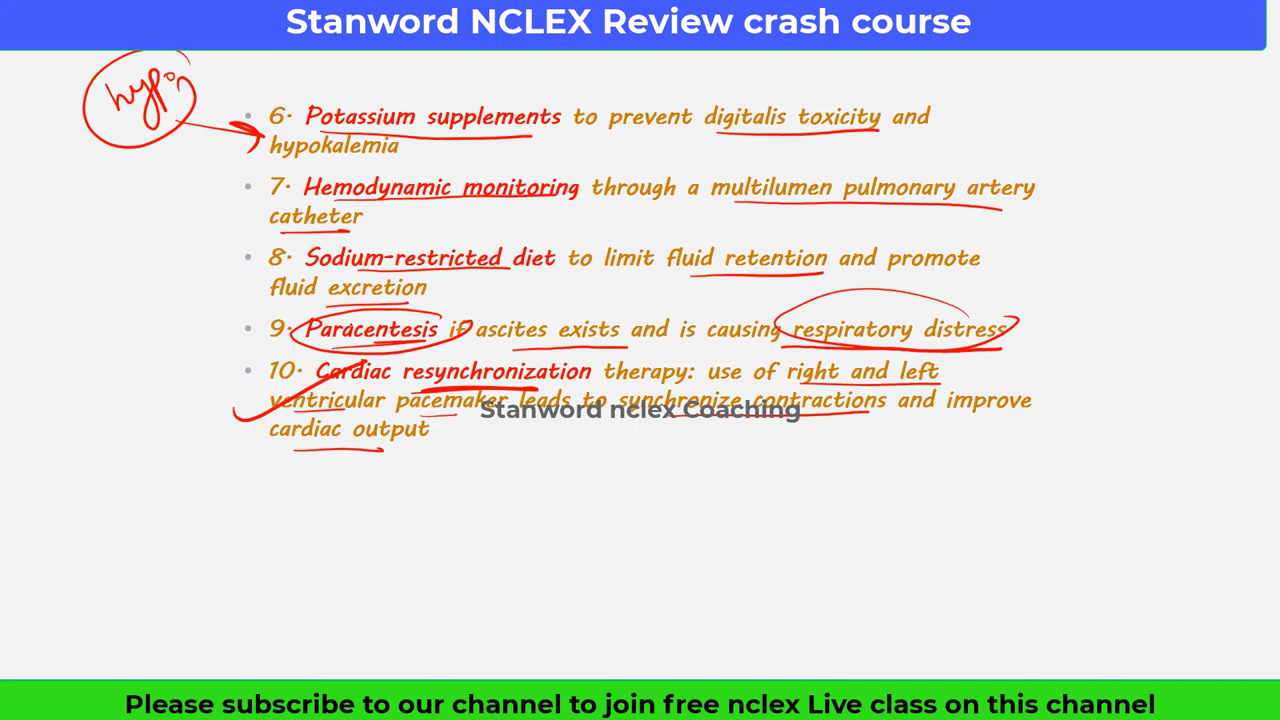 Stanword NCLEX Review crash course
hypo
• 6. Potassium supplements to prevent digitalis toxicity and
hypokalemia
• 7. Hemodynamic monitoring through a multilumen pulmonary artery
catheter
• 8. Sodium-restricted diet to limit fluid retention and promote
fluid excretion
• 9. Paracentesis if ascites exists and is causing respiratory distress
• 10. Cardiac resynchronization therapy: use of right and left
ventricular pacemaker leads to synchronize contractions and improve
Stanword nclex Coaching
cardiac output
Please subscribe to our channel to join free nclex Live class on this channel